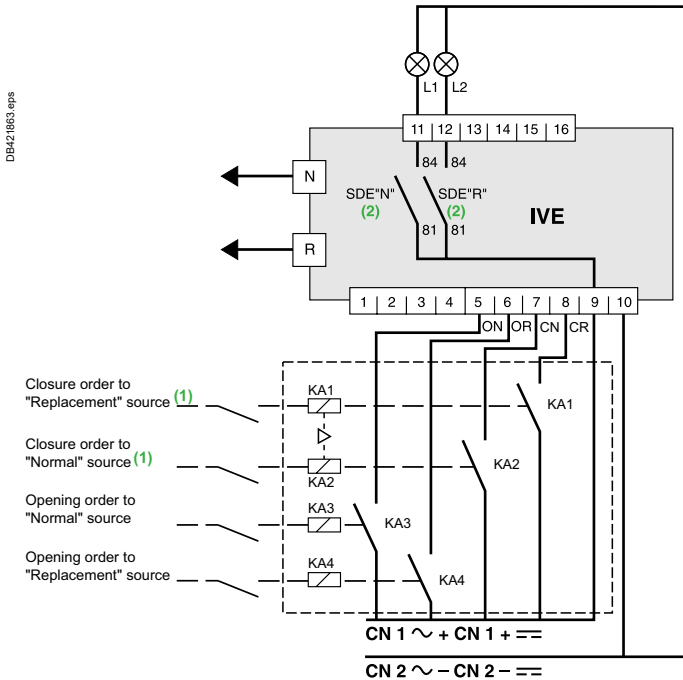 DB421863.eps
L1 L2
11 12 13 14 15 16
84 84
N
SDE"N" SDE"R"
(2) (2)
IVE
81 81
R
1 2 3 4 5 6 7 8 9 10
ON OR CN CR
Closure order to
"Replacement" source (1)
KA1
KA1
Closure order to
"Normal" source (1)
KA2
KA2
Opening order to
"Normal" source
KA3
KA3
Opening order to
"Replacement" source
KA4
KA4
CN 1 ∼ + CN 1 + ⎓
CN 2 ∼ – CN 2 – ⎓